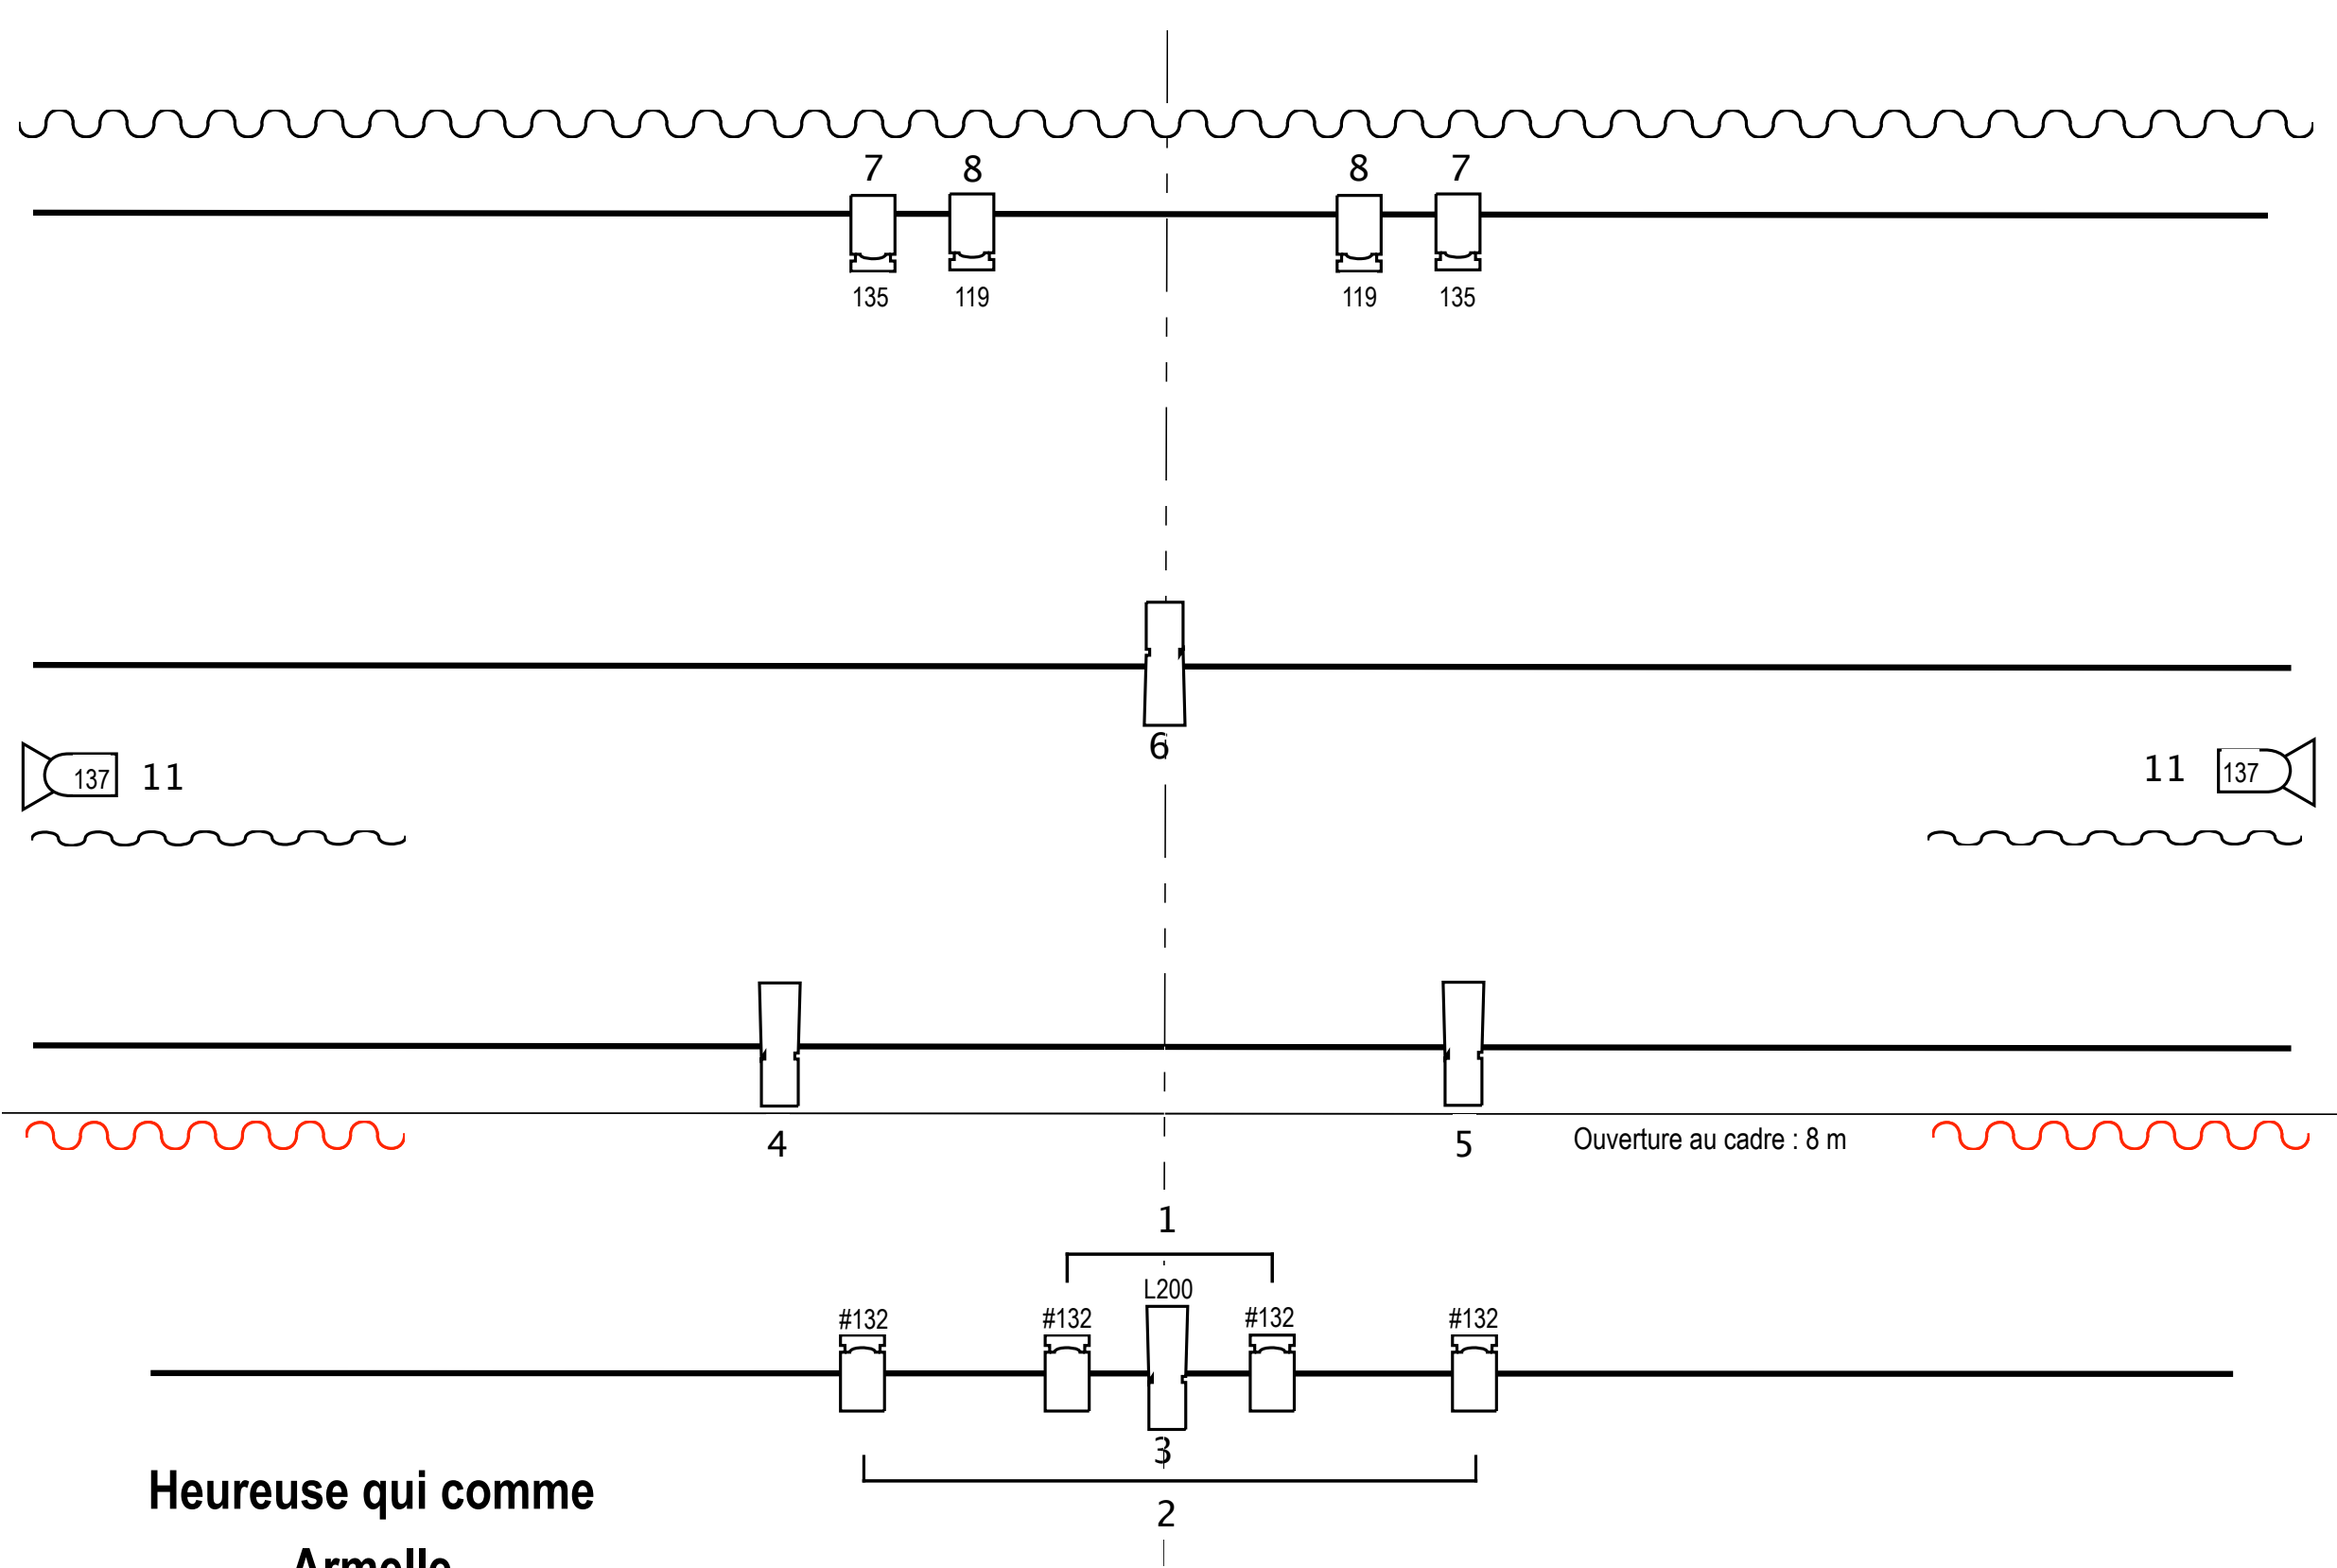 7 8 8 7
135 119 119 135
6
137 11 11 137
4 5 Ouverture au cadre : 8 m
1
L200
#132 #132 #132 #132
3
Heureuse qui comme
2
Armelle